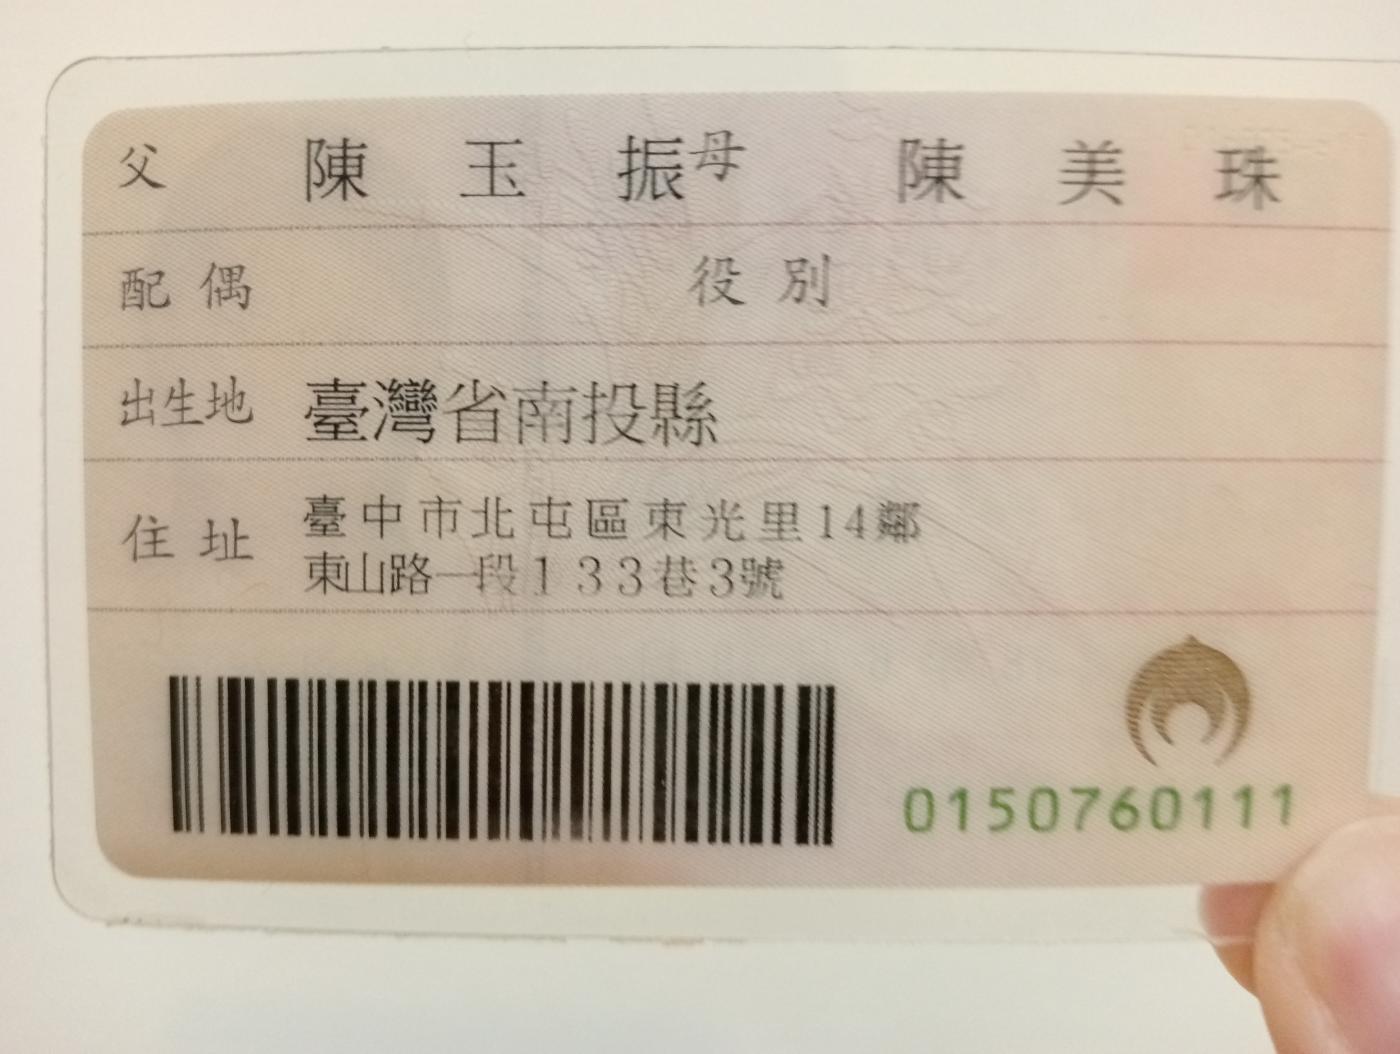 父 陳玉振 母 陳美珠
配偶 役別
出生地 臺灣省南投縣
住址 臺中市北屯區東光里14鄰
東山路一段133巷3號
0150760111